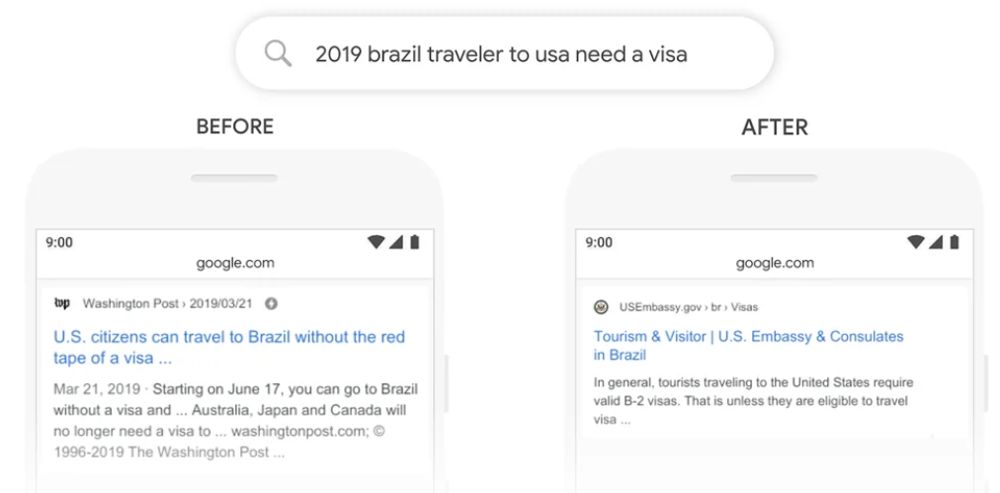 2019 brazil traveler to usa need a visa
BEFORE
9:00
google.com
wp Washington Post › 2019/03/21
U.S. citizens can travel to Brazil without the red
tape of a visa ...
Mar 21, 2019 · Starting on June 17, you can go to Brazil
without a visa and ... Australia, Japan and Canada will
no longer need a visa to ... washingtonpost.com; ©
1996-2019 The Washington Post ...
AFTER
9:00
google.com
USEmbassy.gov › br › Visas
Tourism & Visitor | U.S. Embassy & Consulates
in Brazil
In general, tourists traveling to the United States require
valid B-2 visas. That is unless they are eligible to travel
visa ...